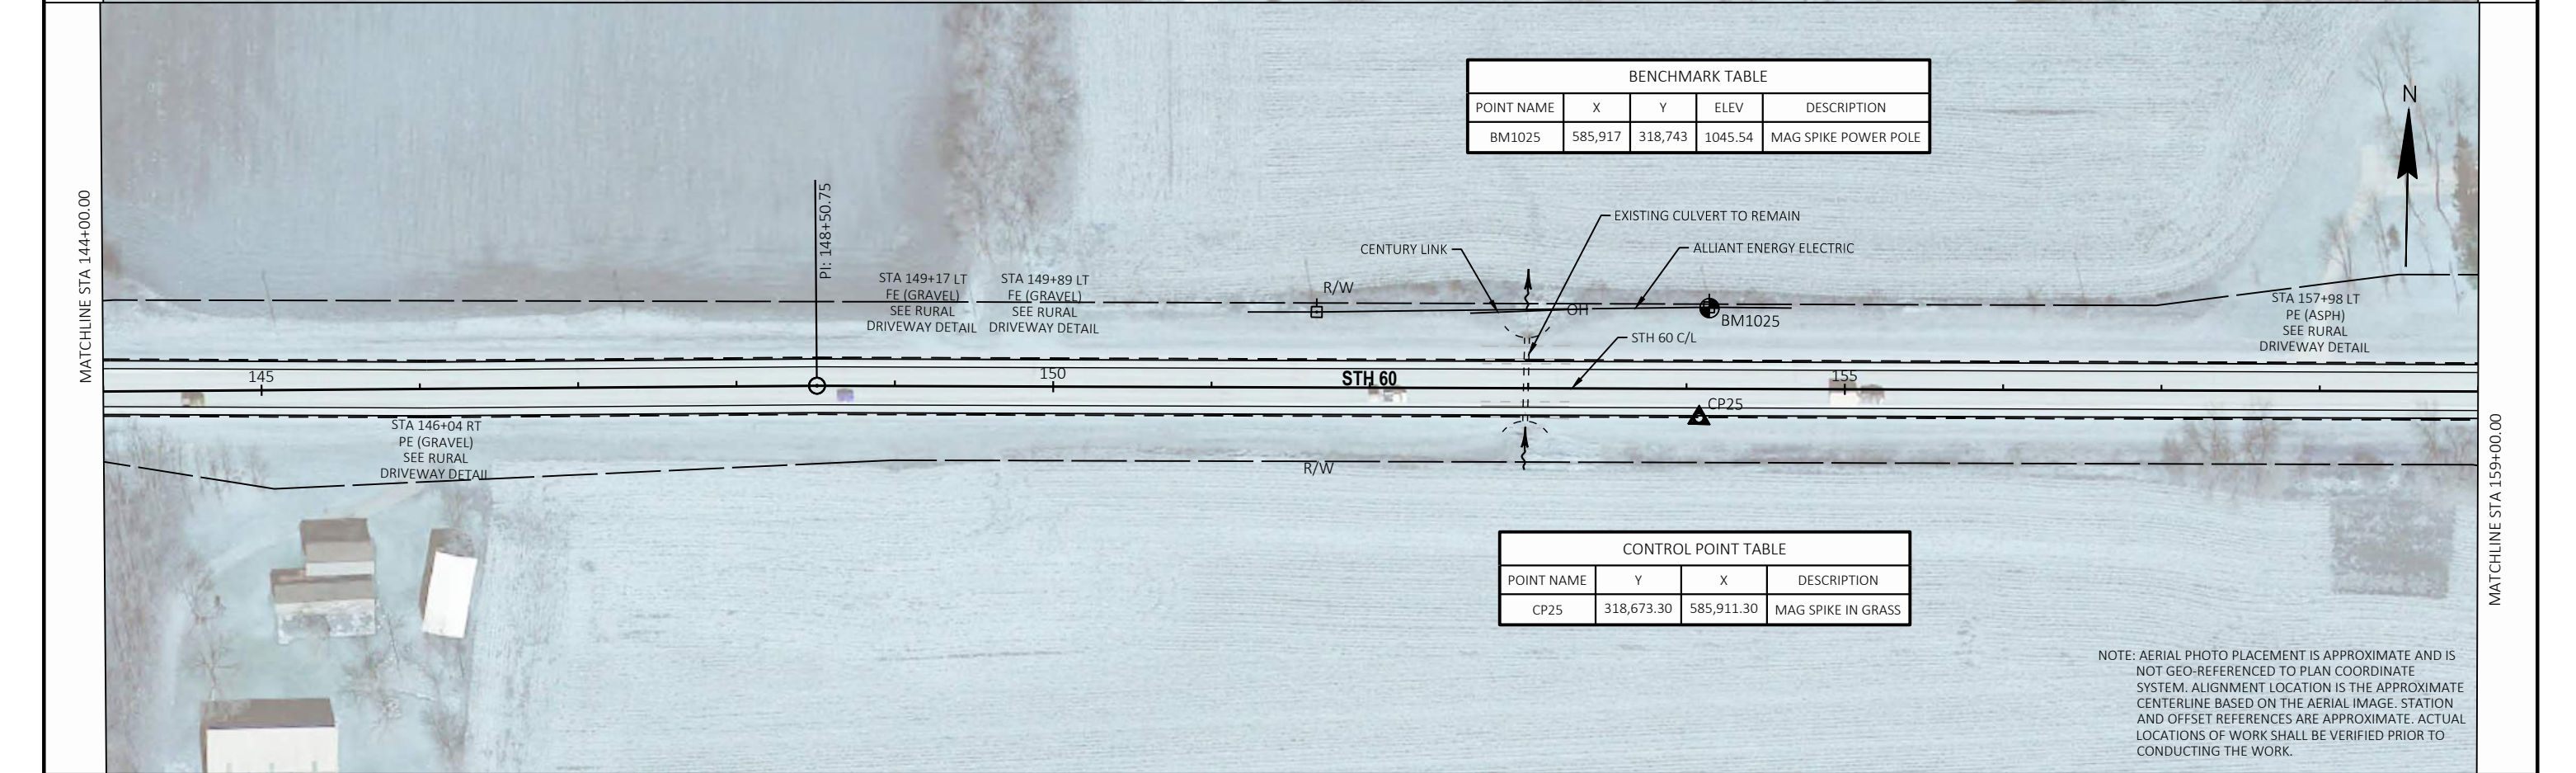 MATCHLINE STA 144+00.00
BENCHMARK TABLE
POINT NAME X Y ELEV DESCRIPTION
BM1025 585,917 318,743 1045.54 MAG SPIKE POWER POLE
N
PI: 148+50.75
EXISTING CULVERT TO REMAIN
CENTURY LINK
ALLIANT ENERGY ELECTRIC
STA 149+17 LT
FE (GRAVEL)
SEE RURAL
DRIVEWAY DETAIL
STA 149+89 LT
FE (GRAVEL)
SEE RURAL
DRIVEWAY DETAIL
R/W
OH
BM1025
STA 157+98 LT
PE (ASPH)
SEE RURAL
DRIVEWAY DETAIL
STH 60 C/L
145
150
STH 60
155
CP25
STA 146+04 RT
PE (GRAVEL)
SEE RURAL
DRIVEWAY DETAIL
R/W
MATCHLINE STA 159+00.00
CONTROL POINT TABLE
POINT NAME Y X DESCRIPTION
CP25 318,673.30 585,911.30 MAG SPIKE IN GRASS
NOTE: AERIAL PHOTO PLACEMENT IS APPROXIMATE AND IS
NOT GEO-REFERENCED TO PLAN COORDINATE
SYSTEM. ALIGNMENT LOCATION IS THE APPROXIMATE
CENTERLINE BASED ON THE AERIAL IMAGE. STATION
AND OFFSET REFERENCES ARE APPROXIMATE. ACTUAL
LOCATIONS OF WORK SHALL BE VERIFIED PRIOR TO
CONDUCTING THE WORK.